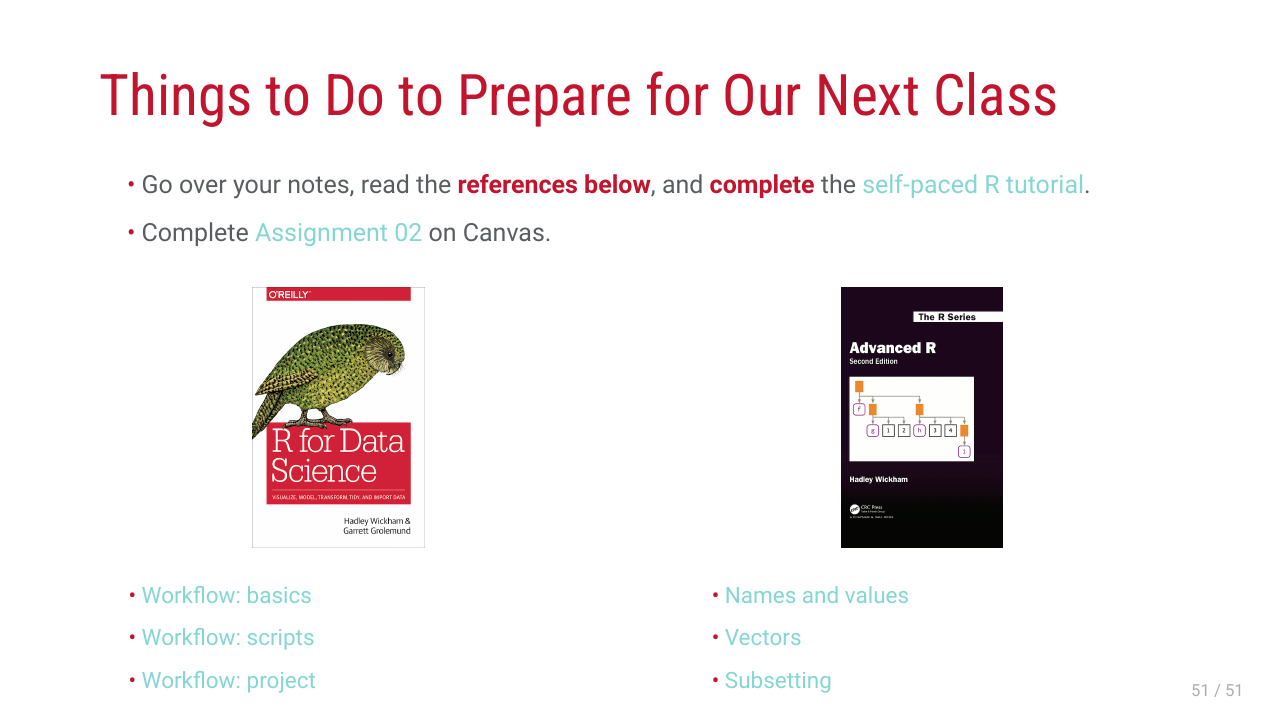 Things to Do to Prepare for Our Next Class
• Go over your notes, read the references below, and complete the self-paced R tutorial.
• Complete Assignment 02 on Canvas.
O'REILLY
R for Data
Science
VISUALIZE, MODEL, TRANSFORM, TIDY, AND IMPORT DATA
Hadley Wickham &
Garrett Grolemund
The R Series
Advanced R
Second Edition
f
g 1 2 h 3 4
i
Hadley Wickham
CRC Press
• Workflow: basics
• Workflow: scripts
• Workflow: project
• Names and values
• Vectors
• Subsetting
51 / 51